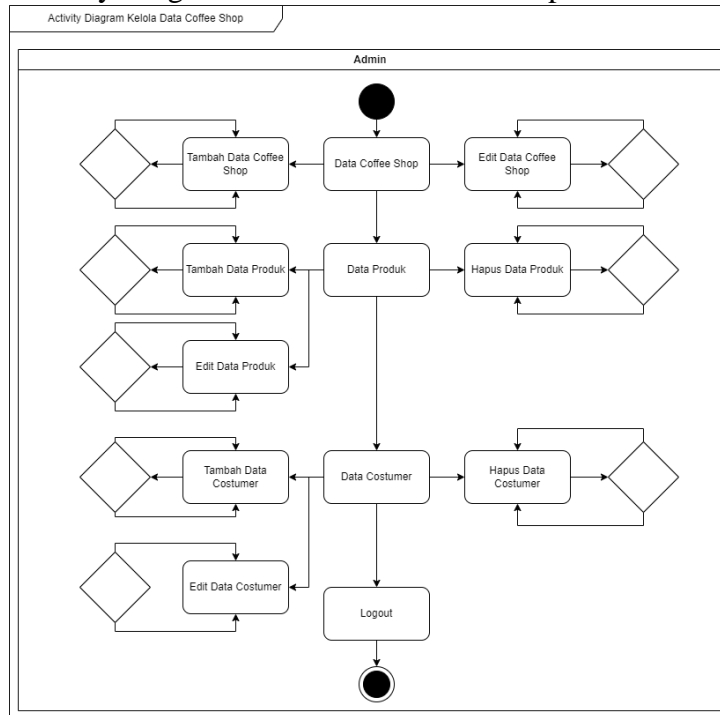 Activity Diagram Kelola Data Coffee Shop
Admin
Tambah Data Coffee
Shop
Data Coffee Shop
Edit Data Coffee
Shop
Tambah Data Produk
Data Produk
Hapus Data Produk
Edit Data Produk
Tambah Data
Costumer
Data Costumer
Hapus Data
Costumer
Edit Data Costumer
Logout